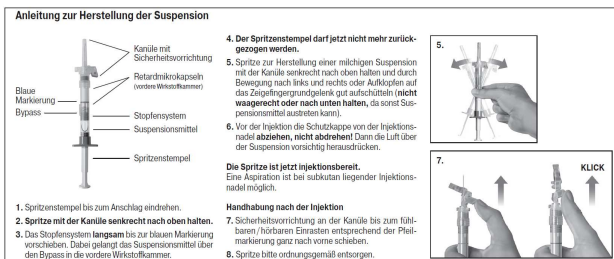 Anleitung zur Herstellung der Suspension
Kanüle mit
Sicherheitsvorrichtung
Retardmikrokapseln
(vordere Wirkstoffkammer)
Blaue
Markierung
Bypass
Stopfensystem
Suspensionsmittel
Spritzenstempel
1. Spritzenstempel bis zum Anschlag eindrehen.
2. Spritze mit der Kanüle senkrecht nach oben halten.
3. Das Stopfensystem langsam bis zur blauen Markierung
vorschieben. Dabei gelangt das Suspensionsmittel über
den Bypass in die vordere Wirkstoffkammer.
4. Der Spritzenstempel darf jetzt nicht mehr zurück-
gezogen werden.
5. Spritze zur Herstellung einer milchigen Suspension
mit der Kanüle senkrecht nach oben halten und durch
Bewegung nach links und rechts oder Aufklopfen auf
das Zeigefingergrundgelenk gut aufschütteln (nicht
waagerecht oder nach unten halten, da sonst Sus-
pensionsmittel austreten kann).
6. Vor der Injektion die Schutzkappe von der Injektions-
nadel abziehen, nicht abdrehen! Dann die Luft über
der Suspension vorsichtig herausdrücken.
Die Spritze ist jetzt injektionsbereit.
Eine Aspiration ist bei subkutan liegender Injektions-
nadel möglich.
Handhabung nach der Injektion
7. Sicherheitsvorrichtung an der Kanüle bis zum fühl-
baren/hörbaren Einrasten entsprechend der Pfeil-
markierung ganz nach vorne schieben.
8. Spritze bitte ordnungsgemäß entsorgen.
5.
7.
KLICK